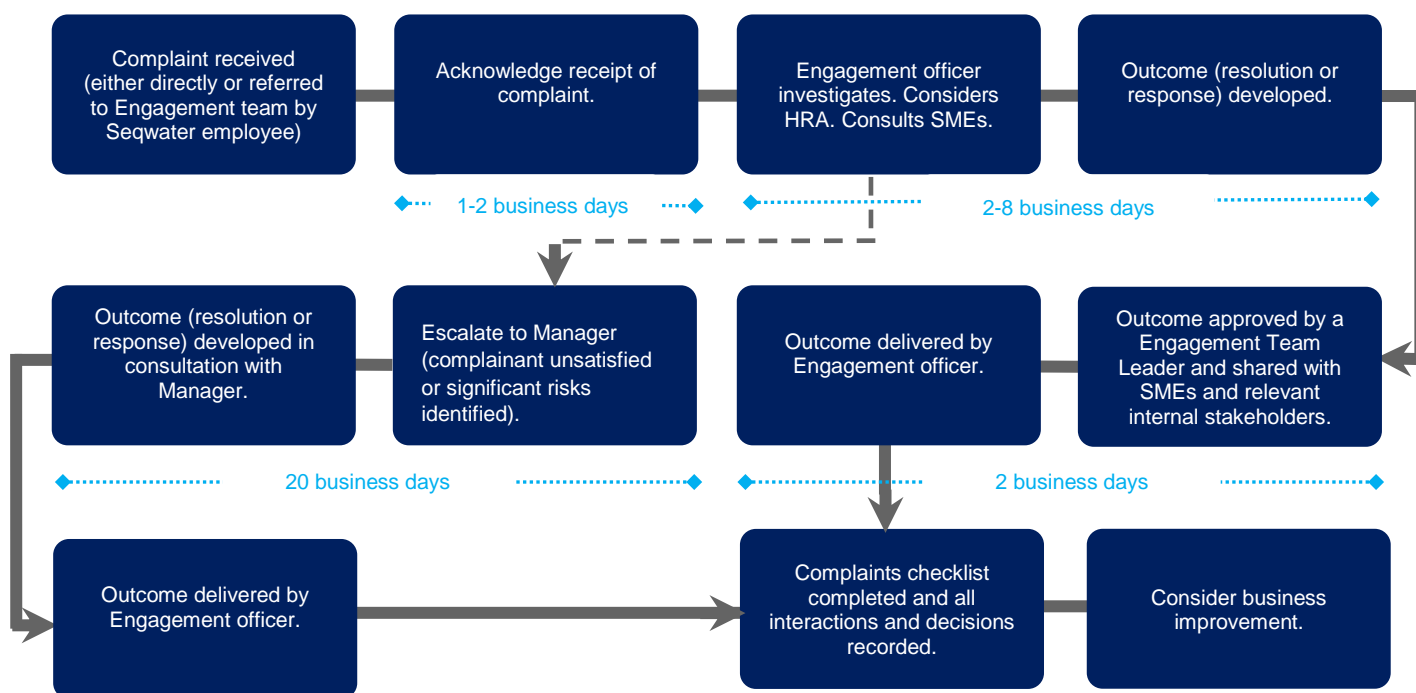 Complaint received
(either directly or referred
to Engagement team by
Seqwater employee)
Acknowledge receipt of
complaint.
Engagement officer
investigates. Considers
HRA. Consults SMEs.
Outcome (resolution or
response) developed.
1-2 business days
2-8 business days
Outcome (resolution or
response) developed in
consultation with
Manager.
Escalate to Manager
(complainant unsatisfied
or significant risks
identified).
Outcome delivered by
Engagement officer.
Outcome approved by a
Engagement Team
Leader and shared with
SMEs and relevant
internal stakeholders.
20 business days
2 business days
Outcome delivered by
Engagement officer.
Complaints checklist
completed and all
interactions and decisions
recorded.
Consider business
improvement.